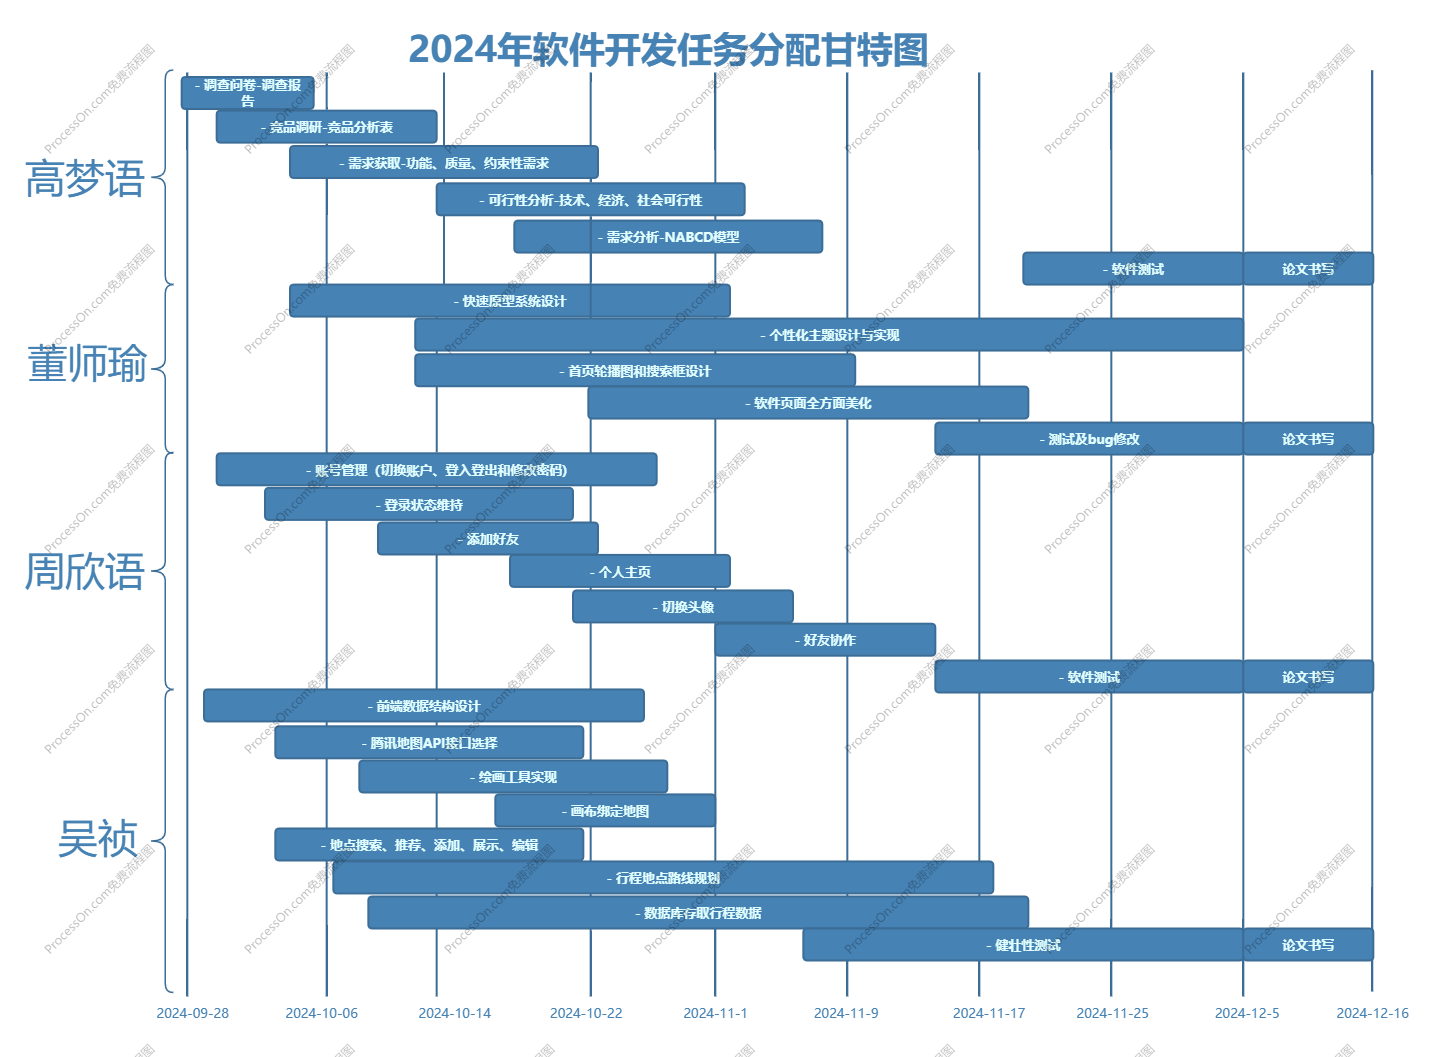 2024年软件开发任务分配甘特图
高梦语
- 调查问卷-调查报
告
- 竞品调研-竞品分析表
- 需求获取-功能、质量、约束性需求
- 可行性分析-技术、经济、社会可行性
- 需求分析-NABCD模型
- 软件测试
论文书写
董师瑜
- 快速原型系统设计
- 个性化主题设计与实现
- 首页轮播图和搜索框设计
- 软件页面全方面美化
- 测试及bug修改
论文书写
周欣语
- 账号管理（切换账户、登入登出和修改密码）
- 登录状态维持
- 添加好友
- 个人主页
- 切换头像
- 好友协作
- 软件测试
论文书写
吴祯
- 前端数据结构设计
- 腾讯地图API接口选择
- 绘画工具实现
- 画布绑定地图
- 地点搜索、推荐、添加、展示、编辑
- 行程地点路线规划
- 数据库存取行程数据
- 健壮性测试
论文书写
2024-09-28
2024-10-06
2024-10-14
2024-10-22
2024-11-1
2024-11-9
2024-11-17
2024-11-25
2024-12-5
2024-12-16
ProcessOn.com免费流程图